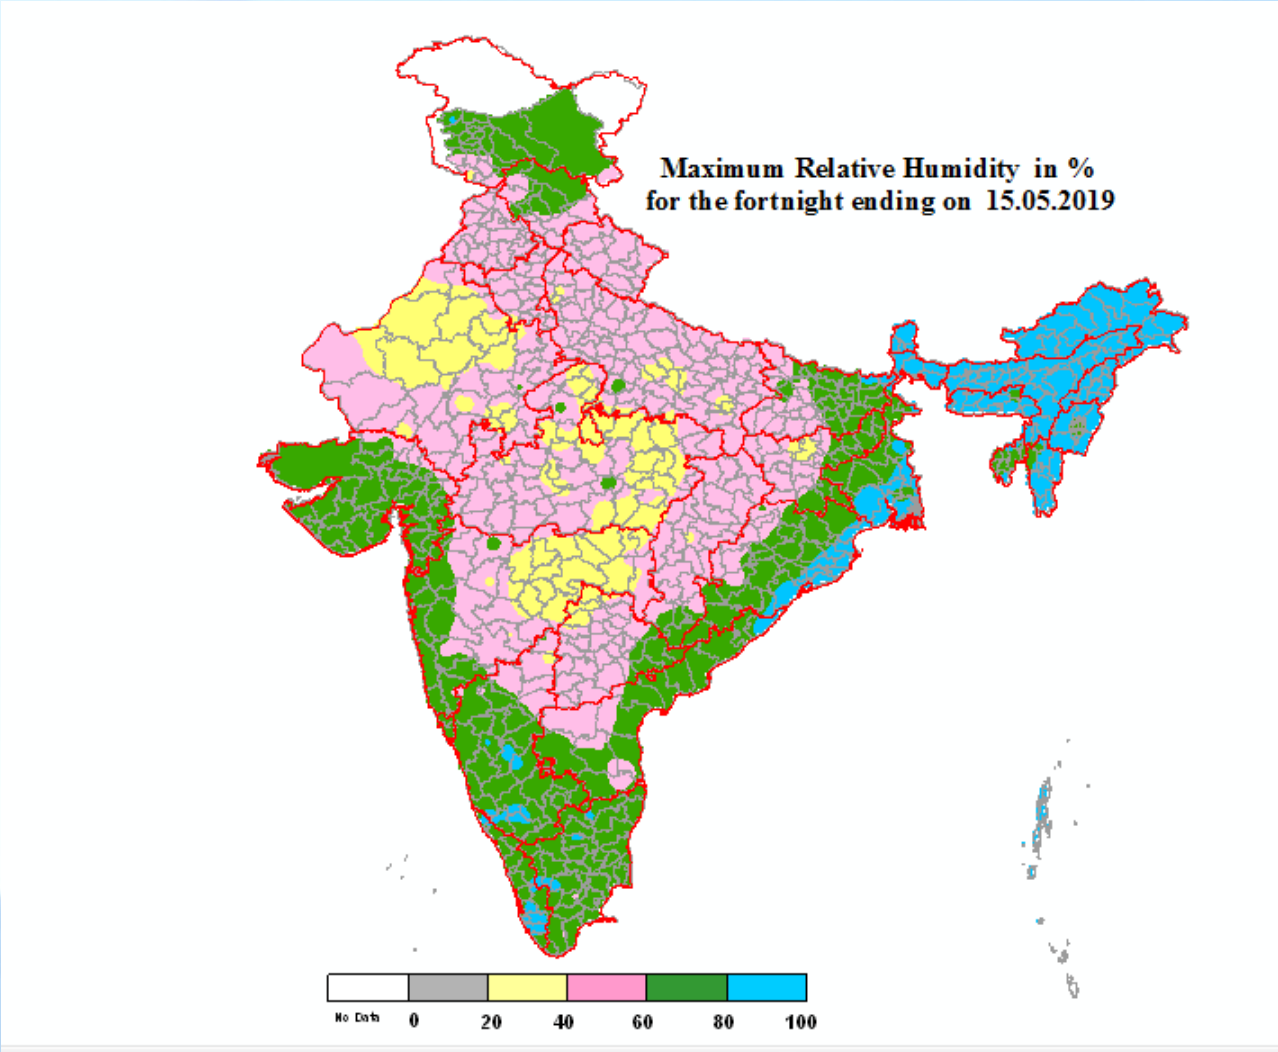 Maximum Relative Humidity in %
for the fortnight ending on 15.05.2019
No Data 0 20 40 60 80 100